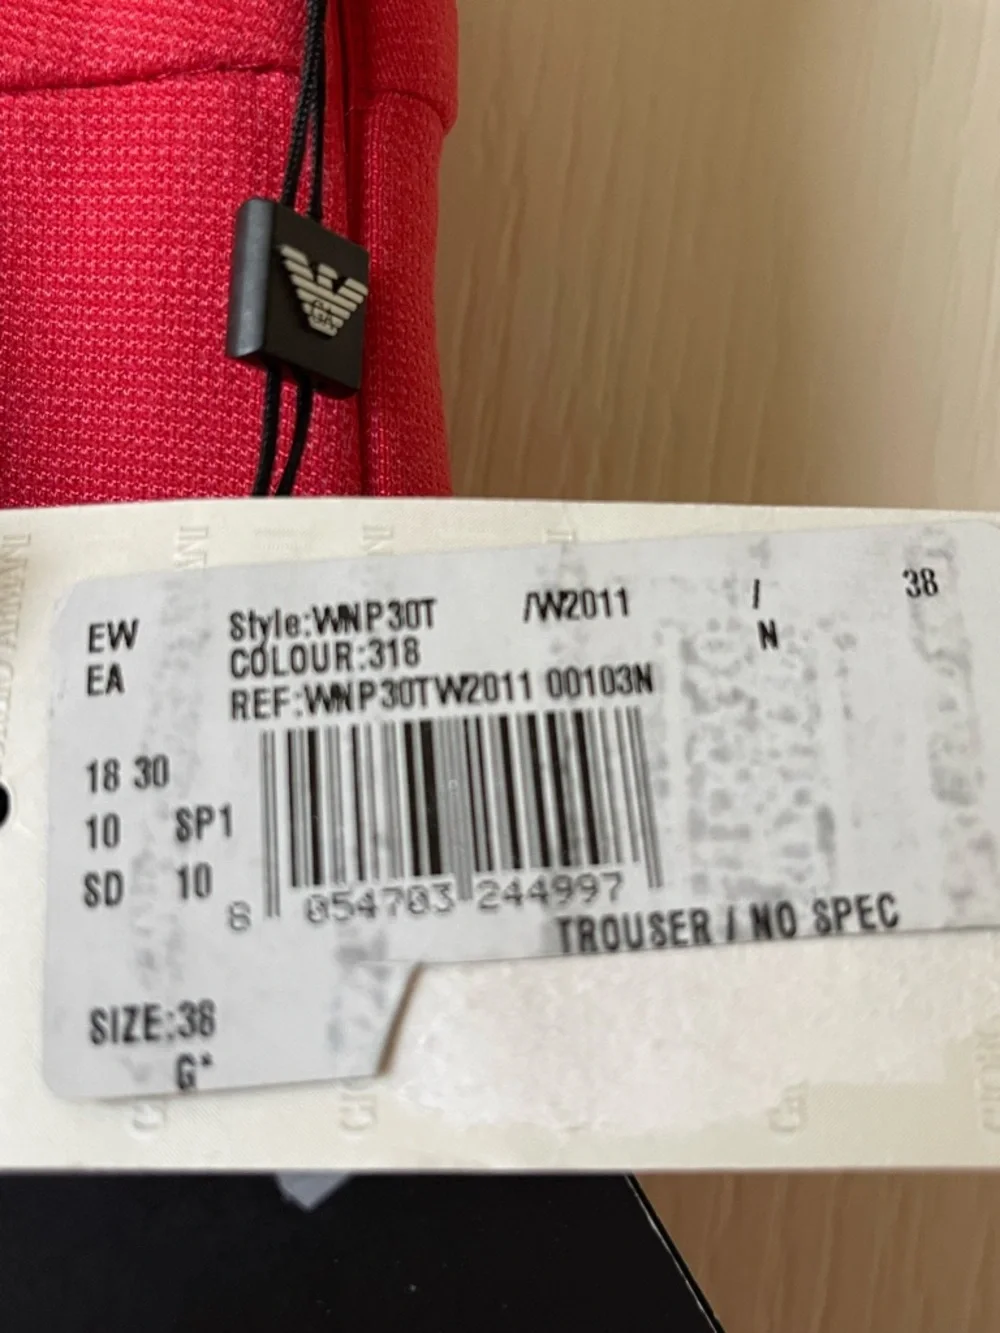 EW Style:WNP30T /W2011 / 38
EA COLOUR:318 N
REF:WNP30TW2011 00103N
18 30
10 SP1
SD 10
8 054703 244997
TROUSER / NO SPEC
SIZE:38
G*